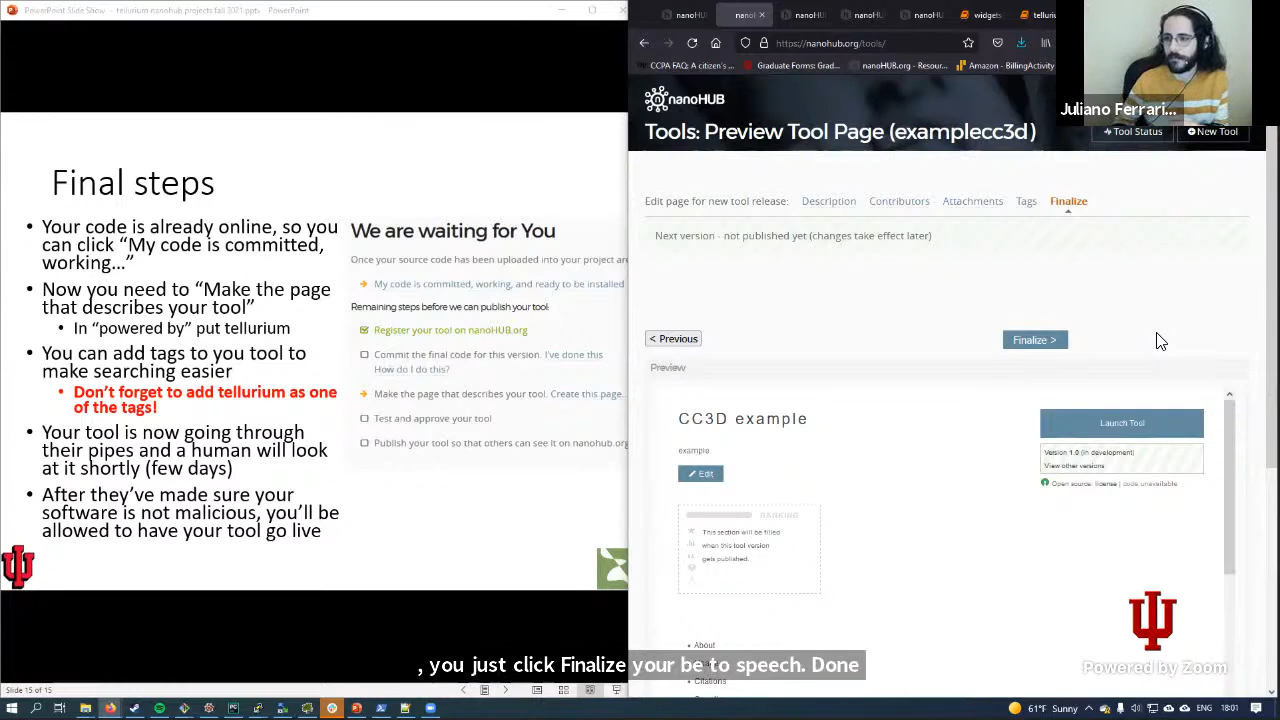 PowerPoint Slide Show - tellurium nanohub projects fall 2021.pptx - PowerPoint
Final steps
• Your code is already online, so you
can click “My code is committed,
working...”
• Now you need to “Make the page
that describes your tool”
• In “powered by” put tellurium
• You can add tags to you tool to
make searching easier
• Don’t forget to add tellurium as one
of the tags!
• Your tool is now going through
their pipes and a human will look
at it shortly (few days)
• After they’ve made sure your
software is not malicious, you’ll be
allowed to have your tool go live
We are waiting for You
Once your source code has been uploaded into your project are
My code is committed, working, and ready to be installed
Remaining steps before we can publish your tool:
Register your tool on nanoHUB.org
Commit the final code for this version. I've done this
How do I do this?
Make the page that describes your tool. Create this page.
Test and approve your tool
Publish your tool so that others can see it on nanohub.org
Slide 15 of 15
nanoHUB
nanol
nanoHUB
nanoHUB
nanoHUB
widgets
telluriu
https://nanohub.org/tools/
CCPA FAQ: A citizen's ...
Graduate Forms: Grad...
nanoHUB.org - Resour...
Amazon - BillingActivity
Juliano Ferrari...
nanoHUB
Tools: Preview Tool Page (examplecc3d)
Tool Status
New Tool
Edit page for new tool release: Description Contributors Attachments Tags Finalize
Next version - not published yet (changes take effect later)
< Previous
Finalize >
Preview
CC3D example
Launch Tool
example
Version 1.0 (in development)
View other versions
Edit
Open source: license | code unavailable
RANKING
This section will be filled
when this tool version
gets published.
• About
• Citations
, you just click Finalize your be to speech. Done
Powered by Zoom
61°F Sunny
ENG
18:01